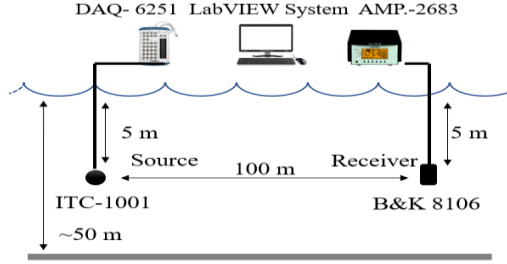 DAQ- 6251 LabVIEW System AMP.-2683
5 m
5 m
Source
100 m
Receiver
ITC-1001
B&K 8106
~50 m